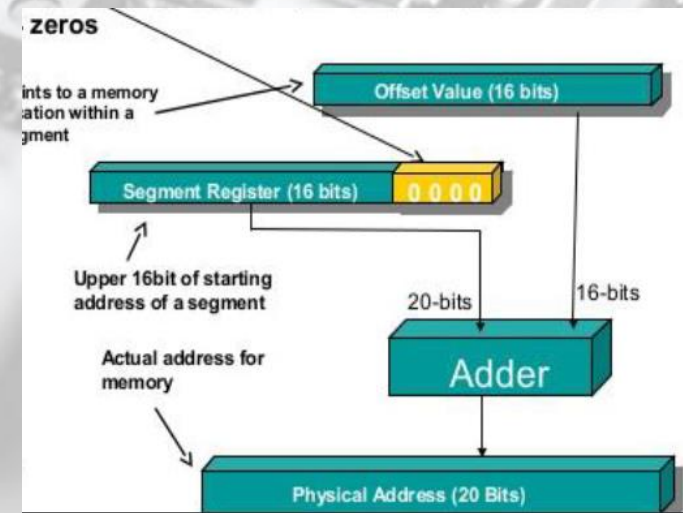 zeros
ints to a memory
ation within a
gment
Offset Value (16 bits)
Segment Register (16 bits)
0 0 0 0
Upper 16bit of starting
address of a segment
20-bits
16-bits
Actual address for
memory
Adder
Physical Address (20 Bits)